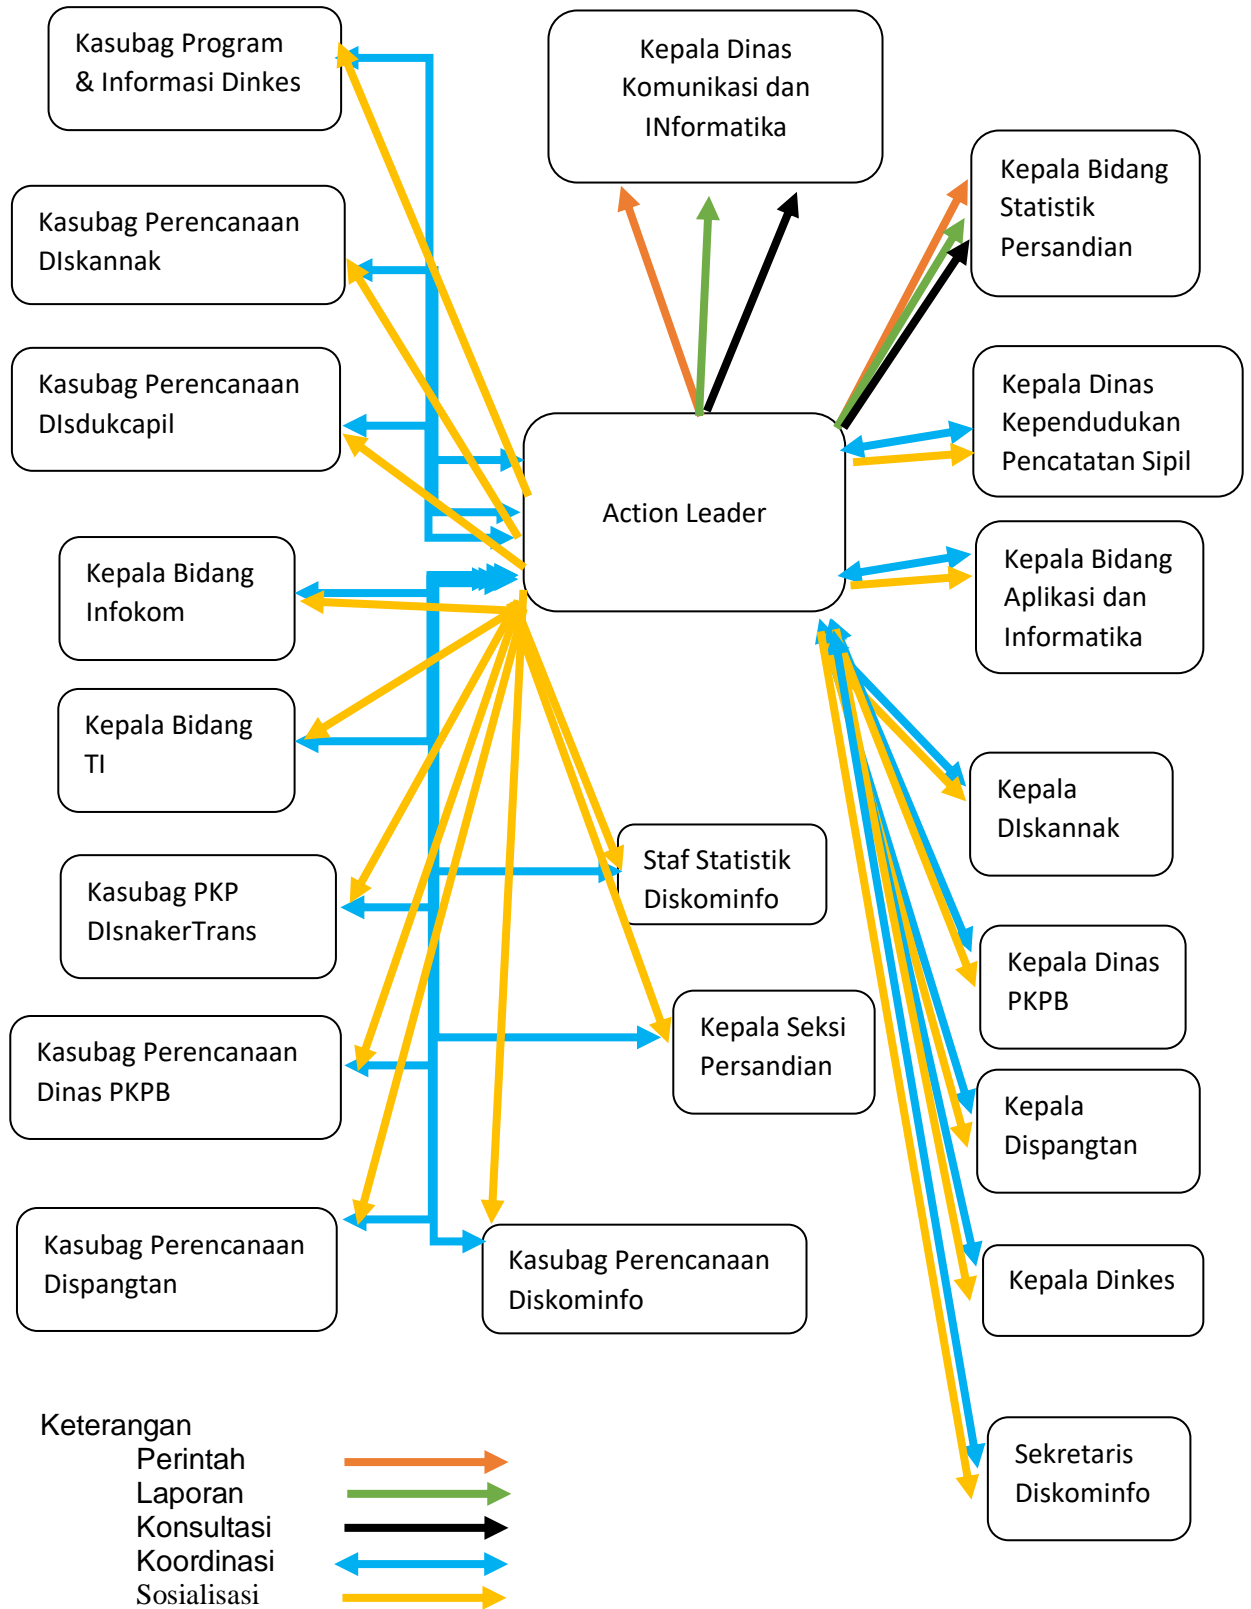 Kasubag Program
& Informasi Dinkes
Kepala Dinas
Komunikasi dan
INformatika
Kepala Bidang
Statistik
Persandian
Kasubag Perencanaan
DIskannak
Kasubag Perencanaan
DIsdukcapil
Kepala Dinas
Kependudukan
Pencatatan Sipil
Action Leader
Kepala Bidang
Infokom
Kepala Bidang
Aplikasi dan
Informatika
Kepala Bidang
TI
Kepala
DIskannak
Staf Statistik
Diskominfo
Kasubag PKP
DIsnakerTrans
Kepala Dinas
PKPB
Kepala Seksi
Persandian
Kasubag Perencanaan
Dinas PKPB
Kepala
Dispangtan
Kasubag Perencanaan
Dispangtan
Kasubag Perencanaan
Diskominfo
Kepala Dinkes
Sekretaris
Diskominfo
Keterangan
Perintah
Laporan
Konsultasi
Koordinasi
Sosialisasi